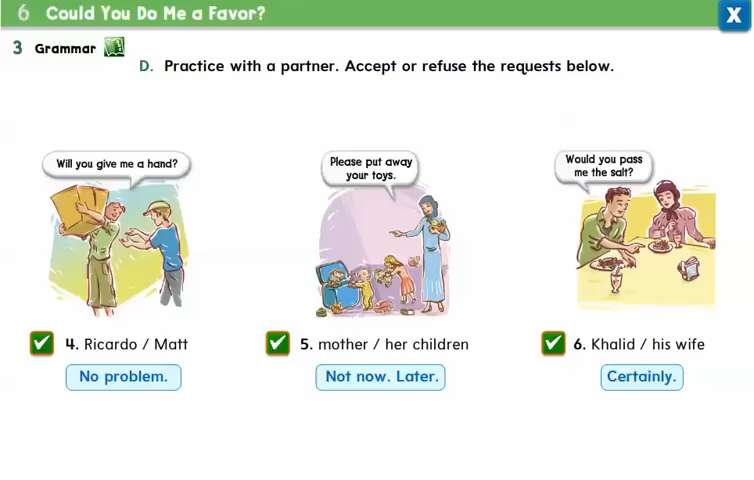 6 Could You Do Me a Favor?
X
3 Grammar
D. Practice with a partner. Accept or refuse the requests below.
Will you give me a hand?
Please put away
your toys.
Would you pass
me the salt?
4. Ricardo / Matt
5. mother / her children
6. Khalid / his wife
No problem.
Not now. Later.
Certainly.